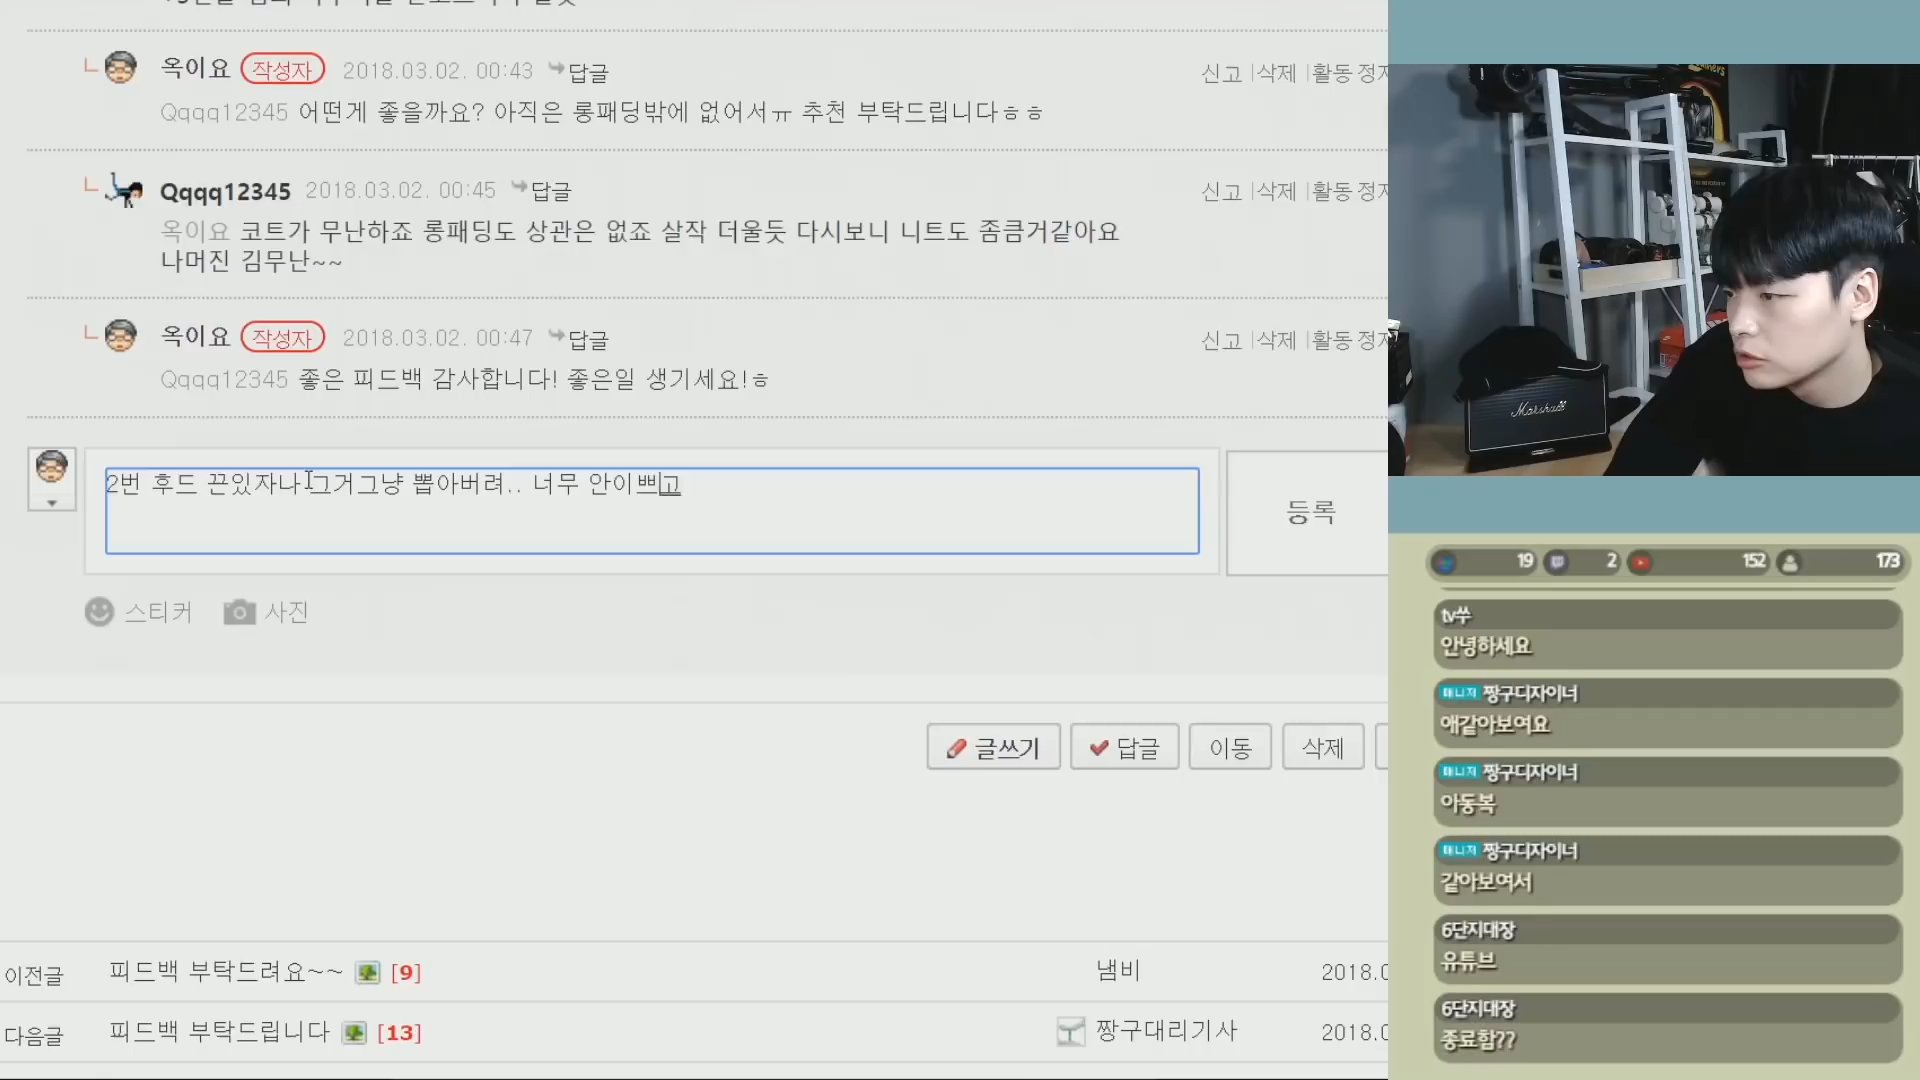 옥이요 작성자 2018.03.02. 00:43 답글 신고 삭제 활동정지
Qqqq12345 어떤게 좋을까요? 아직은 롱패딩밖에 없어서ㅠ 추천 부탁드립니다ㅎㅎ
Qqqq12345 2018.03.02. 00:45 답글 신고 삭제 활동정지
옥이요 코트가 무난하죠 롱패딩도 상관은 없죠 살작 더울듯 다시보니 니트도 좀큼거같아요
나머진 김무난~~
옥이요 작성자 2018.03.02. 00:47 답글 신고 삭제 활동정지
Qqqq12345 좋은 피드백 감사합니다! 좋은일 생기세요!ㅎ
2번 후드 끈있자나 그거그냥 뽑아버려.. 너무 안이쁘고
등록
스티커 사진
글쓰기 답글 이동 삭제
이전글 피드백 부탁드려요~~ [9] 냄비 2018.0
다음글 피드백 부탁드립니다 [13] 짱구대리기사 2018.0
Marshall
19 2 152 173
tv쑤
안녕하세요
매니저 짱구디자이너
애같아보여요
매니저 짱구디자이너
아동복
매니저 짱구디자이너
같아보여서
6단지대장
유튜브
6단지대장
종료함??